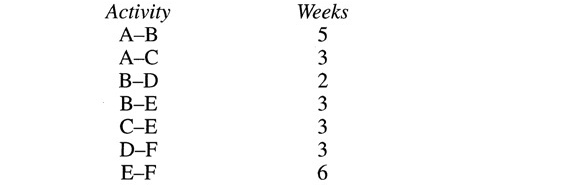 Activity Weeks
A–B 5
A–C 3
B–D 2
B–E 3
C–E 3
D–F 3
E–F 6